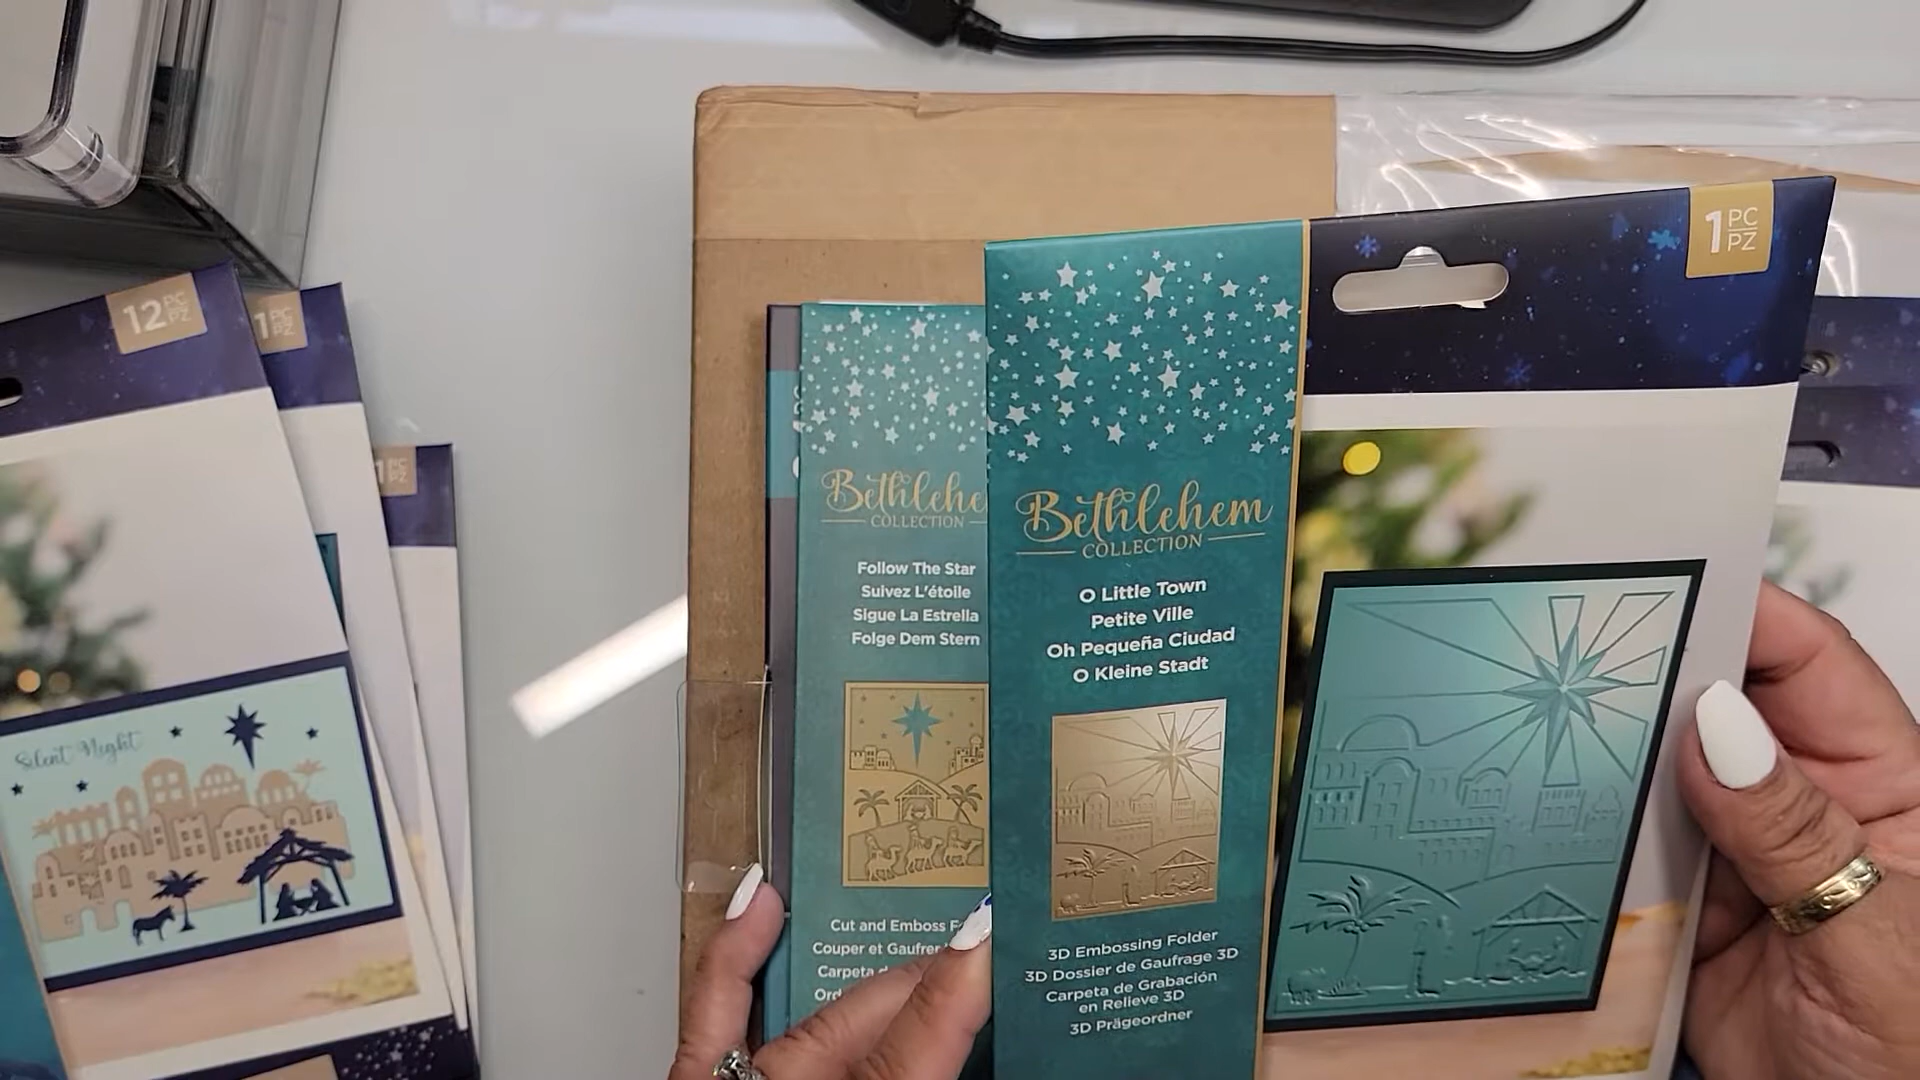 12 PC
PZ
1 PC
PZ
1 PC
PZ
Silent Night
Bethlehe
COLLECTION
Follow The Star
Suivez L'étoile
Sigue La Estrella
Folge Dem Stern
Cut and Emboss F
Couper et Gaufrer
Carpeta d
Ord
1 PC
PZ
Bethlehem
COLLECTION
O Little Town
Petite Ville
Oh Pequeña Ciudad
O Kleine Stadt
3D Embossing Folder
3D Dossier de Gaufrage 3D
Carpeta de Grabación
en Relieve 3D
3D Prägeordner